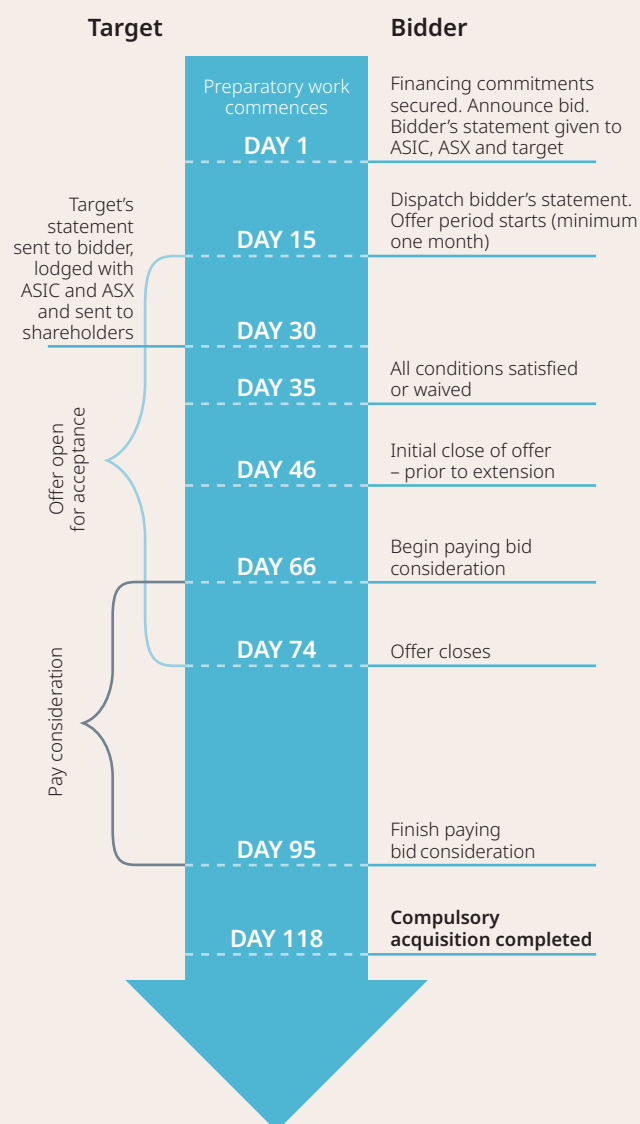 Target
Bidder
Preparatory work
commences
DAY 1
Financing commitments
secured. Announce bid.
Bidder’s statement given to
ASIC, ASX and target
DAY 15
Dispatch bidder’s statement.
Offer period starts (minimum
one month)
Target’s
statement
sent to bidder,
lodged with
ASIC and ASX
and sent to
shareholders
DAY 30
DAY 35
All conditions satisfied
or waived
Offer open
for acceptance
DAY 46
Initial close of offer
– prior to extension
DAY 66
Begin paying bid
consideration
DAY 74
Offer closes
Pay consideration
DAY 95
Finish paying
bid consideration
DAY 118
Compulsory
acquisition completed